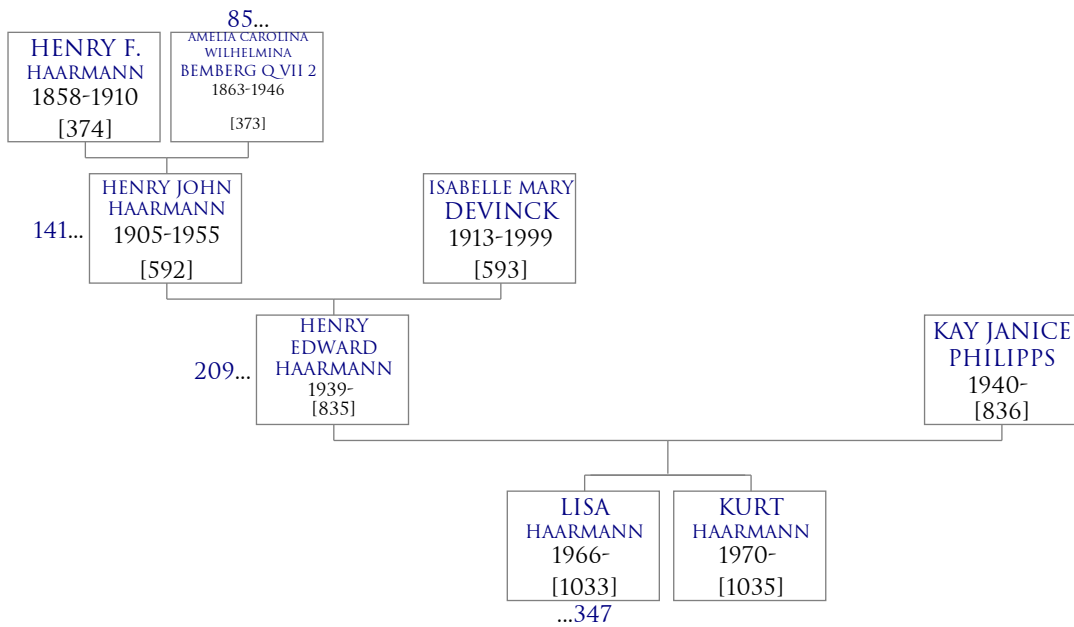 85...
HENRY F.
HAARMANN
1858-1910
[374]
AMELIA CAROLINA
WILHELMINA
BEMBERG Q VII 2
1863-1946
[373]
141...
HENRY JOHN
HAARMANN
1905-1955
[592]
ISABELLE MARY
DEVINCK
1913-1999
[593]
209...
HENRY
EDWARD
HAARMANN
1939-
[835]
KAY JANICE
PHILIPPS
1940-
[836]
LISA
HAARMANN
1966-
[1033]
...347
KURT
HAARMANN
1970-
[1035]